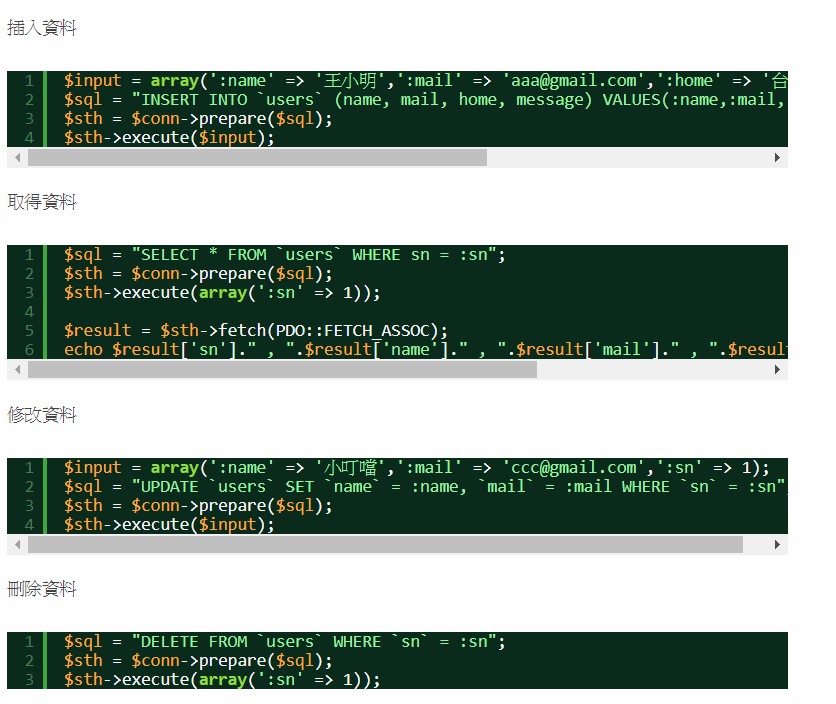 插入資料
1 $input = array(':name' => '王小明',':mail' => 'aaa@gmail.com',':home' => '台
2 $sql = "INSERT INTO `users` (name, mail, home, message) VALUES(:name,:mail,
3 $sth = $conn->prepare($sql);
4 $sth->execute($input);
取得資料
1 $sql = "SELECT * FROM `users` WHERE sn = :sn";
2 $sth = $conn->prepare($sql);
3 $sth->execute(array(':sn' => 1));
4
5 $result = $sth->fetch(PDO::FETCH_ASSOC);
6 echo $result['sn']." , ".$result['name']." , ".$result['mail']." , ".$resul
修改資料
1 $input = array(':name' => '小叮噹',':mail' => 'ccc@gmail.com',':sn' => 1);
2 $sql = "UPDATE `users` SET `name` = :name, `mail` = :mail WHERE `sn` = :sn"
3 $sth = $conn->prepare($sql);
4 $sth->execute($input);
刪除資料
1 $sql = "DELETE FROM `users` WHERE `sn` = :sn";
2 $sth = $conn->prepare($sql);
3 $sth->execute(array(':sn' => 1));